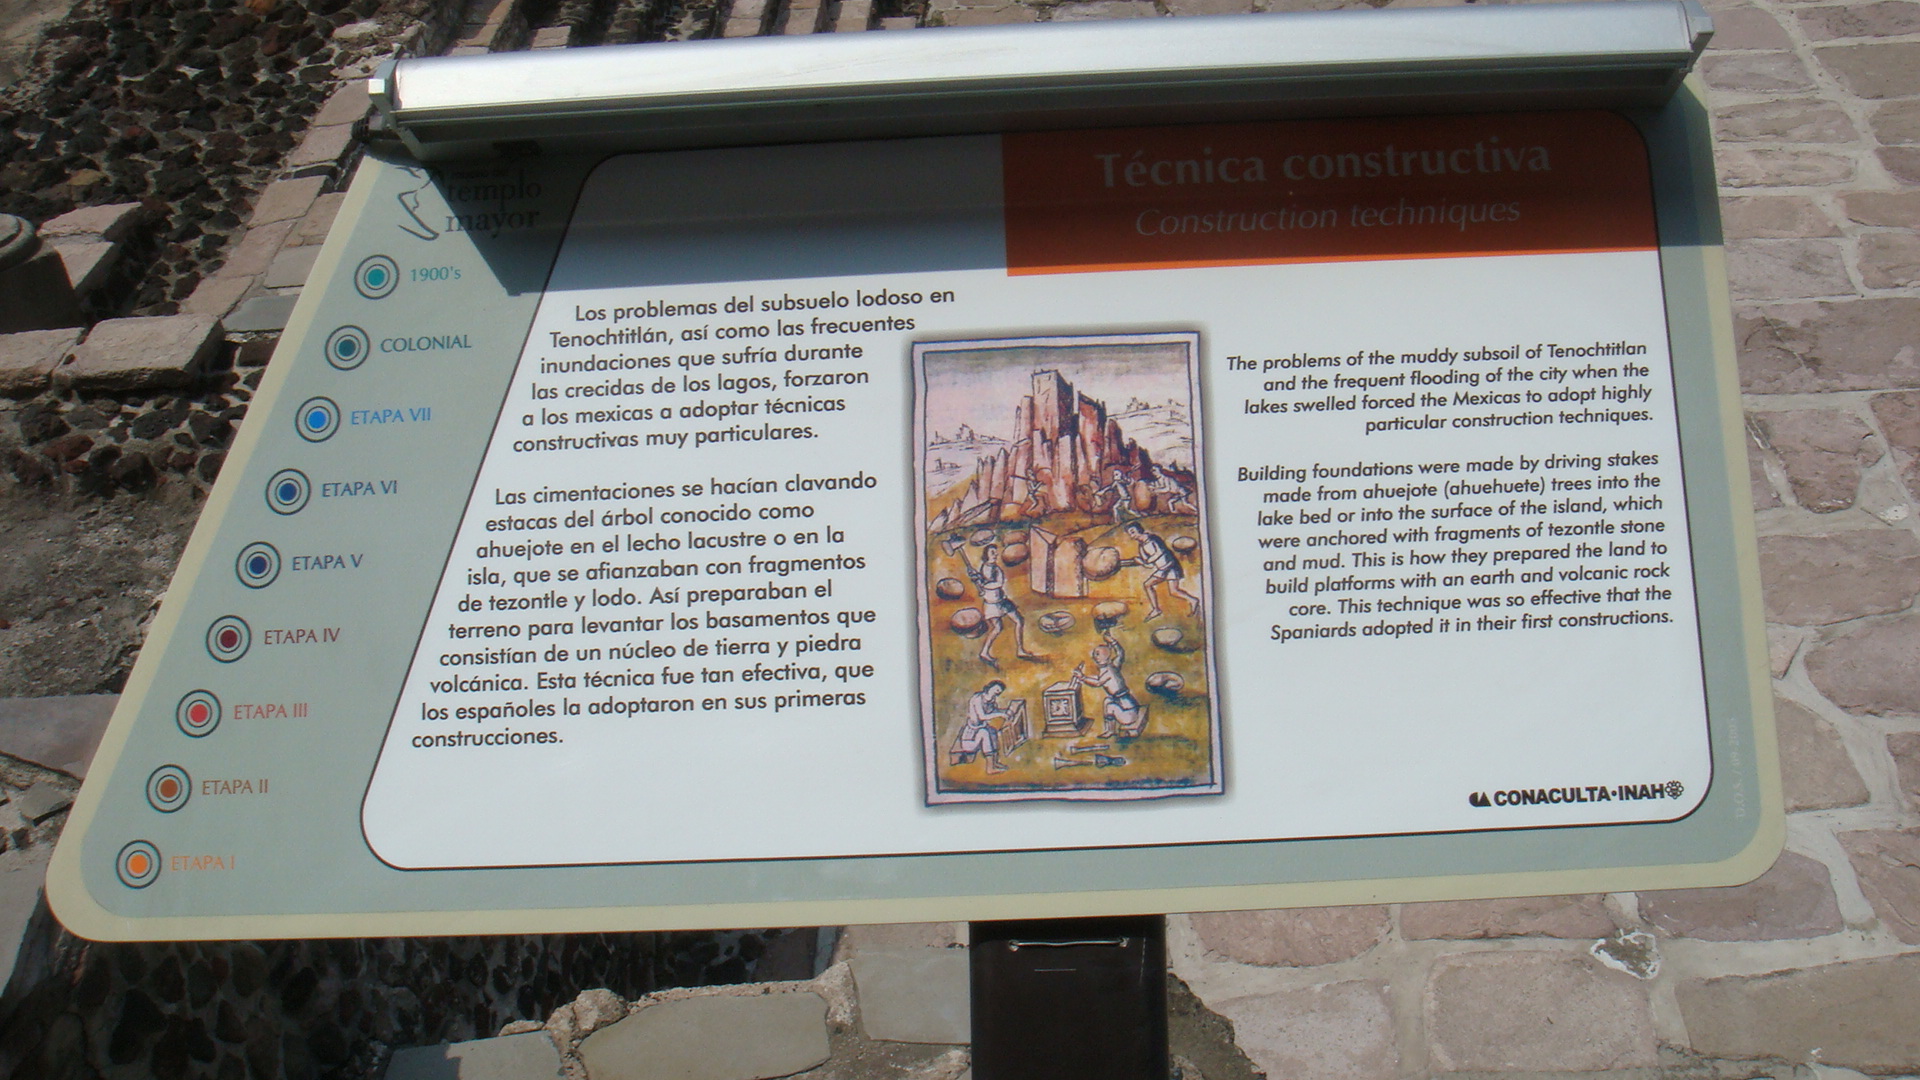 museo del
templo
mayor
Técnica constructiva
Construction techniques
1900's
COLONIAL
ETAPA VII
ETAPA VI
ETAPA V
ETAPA IV
ETAPA III
ETAPA II
ETAPA I
Los problemas del subsuelo lodoso en
Tenochtitlán, así como las frecuentes
inundaciones que sufría durante
las crecidas de los lagos, forzaron
a los mexicas a adoptar técnicas
constructivas muy particulares.
Las cimentaciones se hacían clavando
estacas del árbol conocido como
ahuejote en el lecho lacustre o en la
isla, que se afianzaban con fragmentos
de tezontle y lodo. Así preparaban el
terreno para levantar los basamentos que
consistían de un núcleo de tierra y piedra
volcánica. Esta técnica fue tan efectiva, que
los españoles la adoptaron en sus primeras
construcciones.
The problems of the muddy subsoil of Tenochtitlan
and the frequent flooding of the city when the
lakes swelled forced the Mexicas to adopt highly
particular construction techniques.
Building foundations were made by driving stakes
made from ahuejote (ahuehuete) trees into the
lake bed or into the surface of the island, which
were anchored with fragments of tezontle stone
and mud. This is how they prepared the land to
build platforms with an earth and volcanic rock
core. This technique was so effective that the
Spaniards adopted it in their first constructions.
CONACULTA•INAH